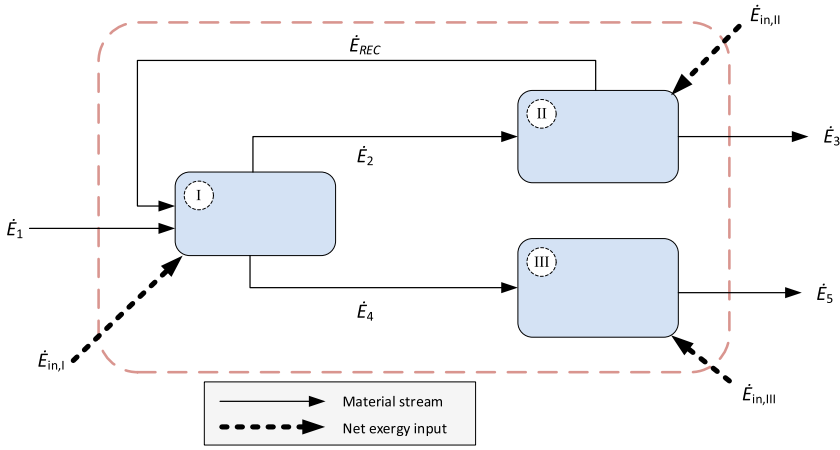 Ė_in,II
Ė_REC
II
Ė_3
Ė_2
I
Ė_1
III
Ė_5
Ė_4
Ė_in,I
Ė_in,III
Material stream
Net exergy input